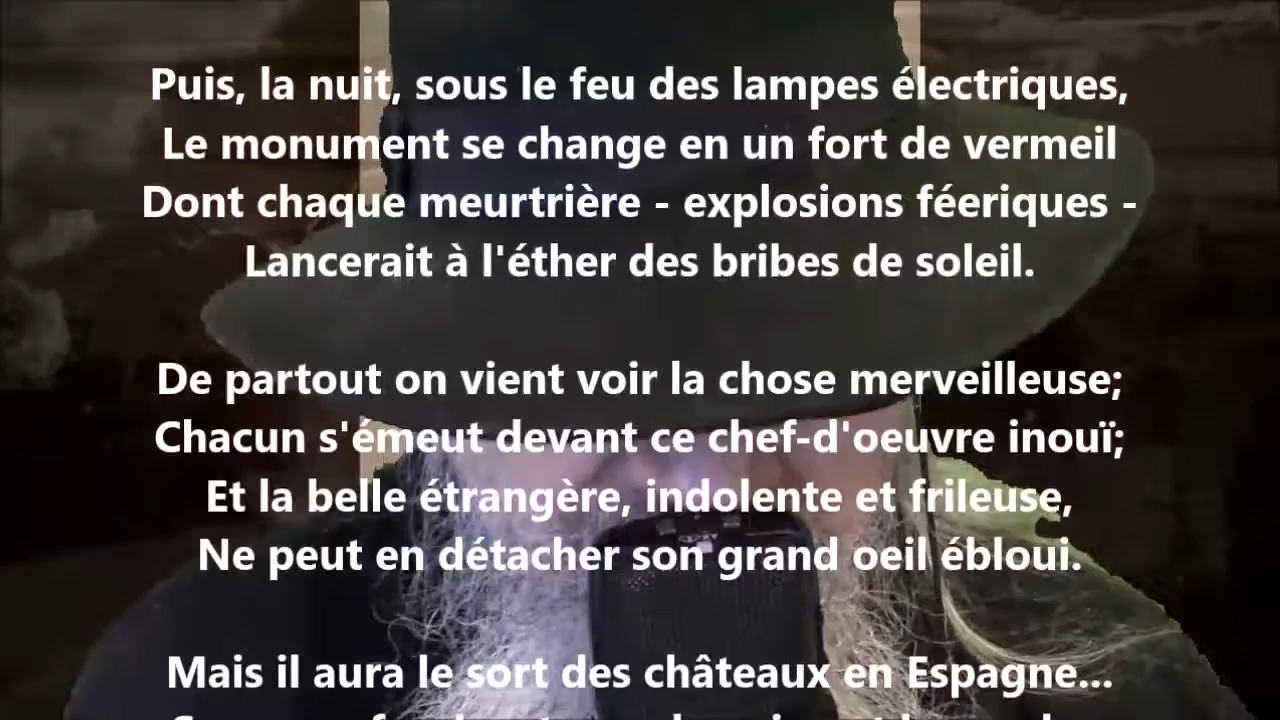 Puis, la nuit, sous le feu des lampes électriques,
Le monument se change en un fort de vermeil
Dont chaque meurtrière - explosions féeriques -
Lancerait à l'éther des bribes de soleil.
De partout on vient voir la chose merveilleuse;
Chacun s'émeut devant ce chef-d'oeuvre inouï;
Et la belle étrangère, indolente et frileuse,
Ne peut en détacher son grand oeil ébloui.
Mais il aura le sort des châteaux en Espagne...